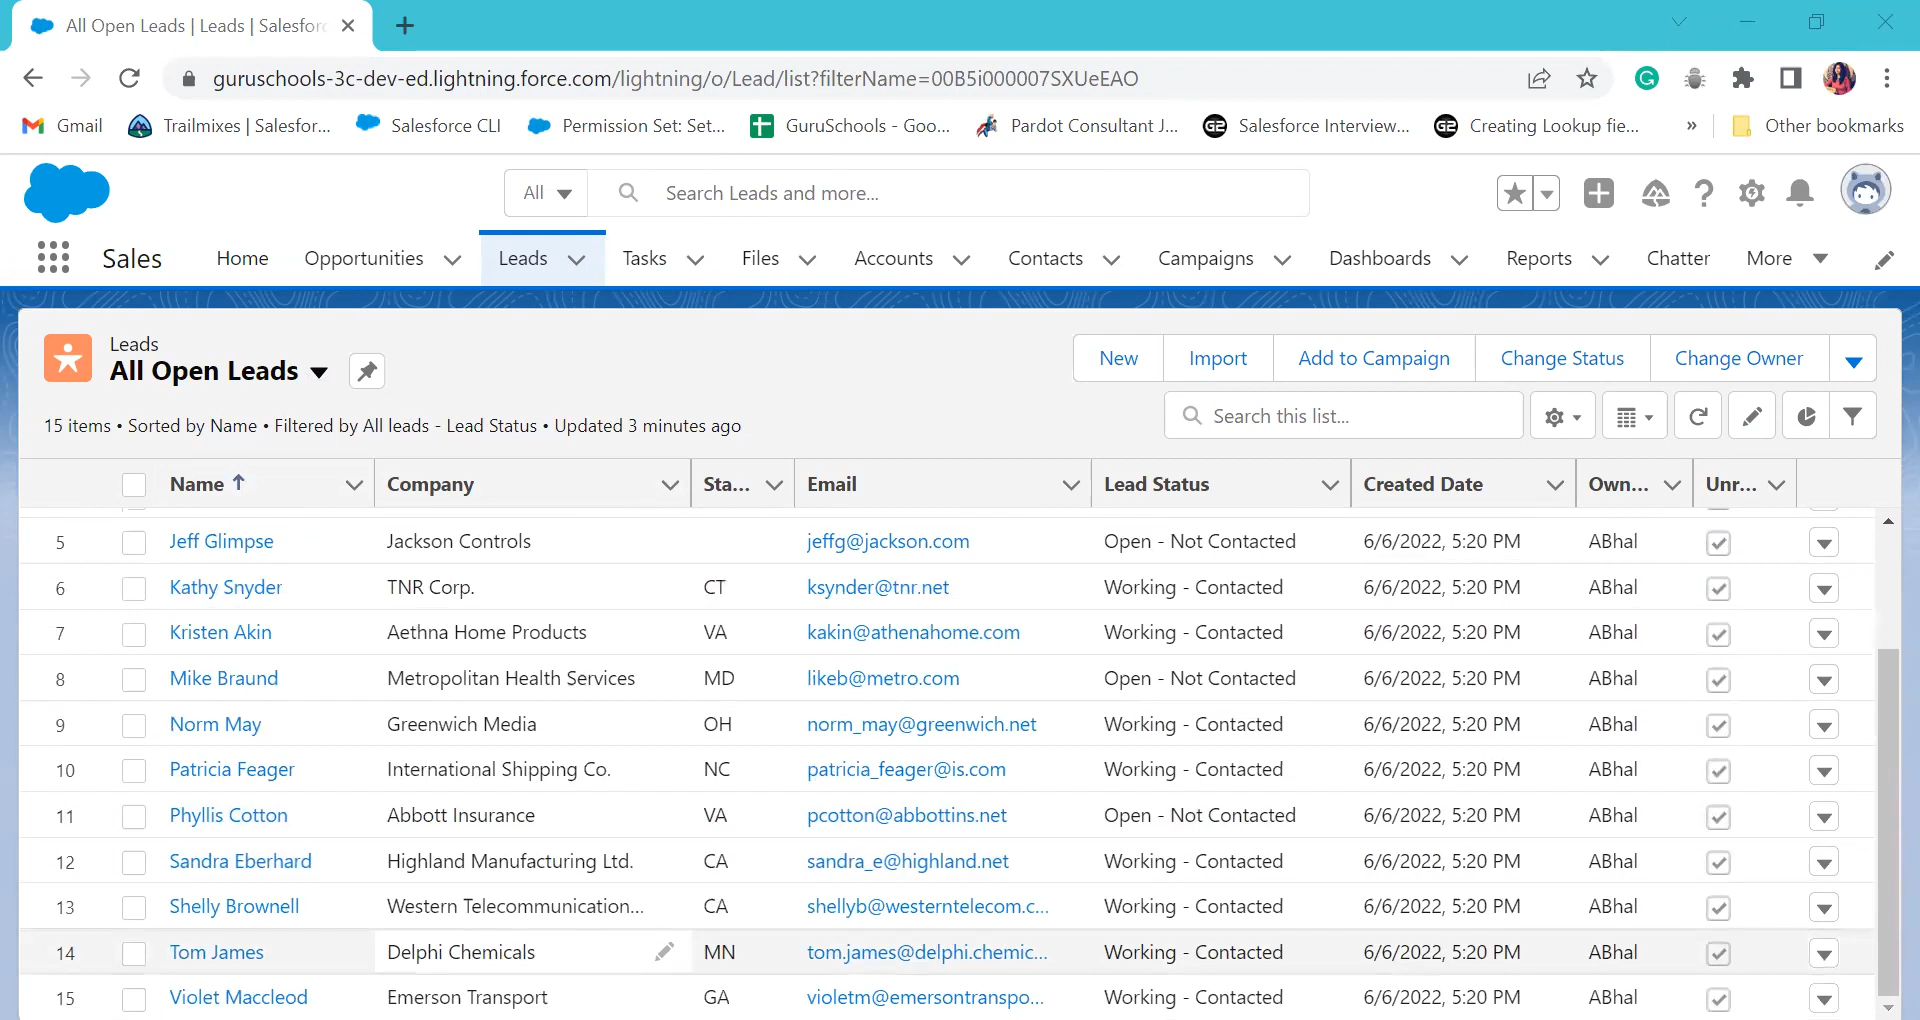 All Open Leads | Leads | Salesforc
guruschools-3c-dev-ed.lightning.force.com/lightning/o/Lead/list?filterName=00B5i000007SXUeEAO
Gmail Trailmixes | Salesfor... Salesforce CLI Permission Set: Set... GuruSchools - Goo... Pardot Consultant J... Salesforce Interview... Creating Lookup fie... » Other bookmarks
All Search Leads and more...
Sales Home Opportunities Leads Tasks Files Accounts Contacts Campaigns Dashboards Reports Chatter More
Leads
All Open Leads
New Import Add to Campaign Change Status Change Owner
15 items • Sorted by Name • Filtered by All leads - Lead Status • Updated 3 minutes ago
Search this list...
Name Company Sta... Email Lead Status Created Date Own... Unr...
5 Jeff Glimpse Jackson Controls jeffg@jackson.com Open - Not Contacted 6/6/2022, 5:20 PM ABhal
6 Kathy Snyder TNR Corp. CT ksynder@tnr.net Working - Contacted 6/6/2022, 5:20 PM ABhal
7 Kristen Akin Aethna Home Products VA kakin@athenahome.com Working - Contacted 6/6/2022, 5:20 PM ABhal
8 Mike Braund Metropolitan Health Services MD likeb@metro.com Open - Not Contacted 6/6/2022, 5:20 PM ABhal
9 Norm May Greenwich Media OH norm_may@greenwich.net Working - Contacted 6/6/2022, 5:20 PM ABhal
10 Patricia Feager International Shipping Co. NC patricia_feager@is.com Working - Contacted 6/6/2022, 5:20 PM ABhal
11 Phyllis Cotton Abbott Insurance VA pcotton@abbottins.net Open - Not Contacted 6/6/2022, 5:20 PM ABhal
12 Sandra Eberhard Highland Manufacturing Ltd. CA sandra_e@highland.net Working - Contacted 6/6/2022, 5:20 PM ABhal
13 Shelly Brownell Western Telecommunication... CA shellyb@westerntelecom.c... Working - Contacted 6/6/2022, 5:20 PM ABhal
14 Tom James Delphi Chemicals MN tom.james@delphi.chemic... Working - Contacted 6/6/2022, 5:20 PM ABhal
15 Violet Maccleod Emerson Transport GA violetm@emersontranspo... Working - Contacted 6/6/2022, 5:20 PM ABhal